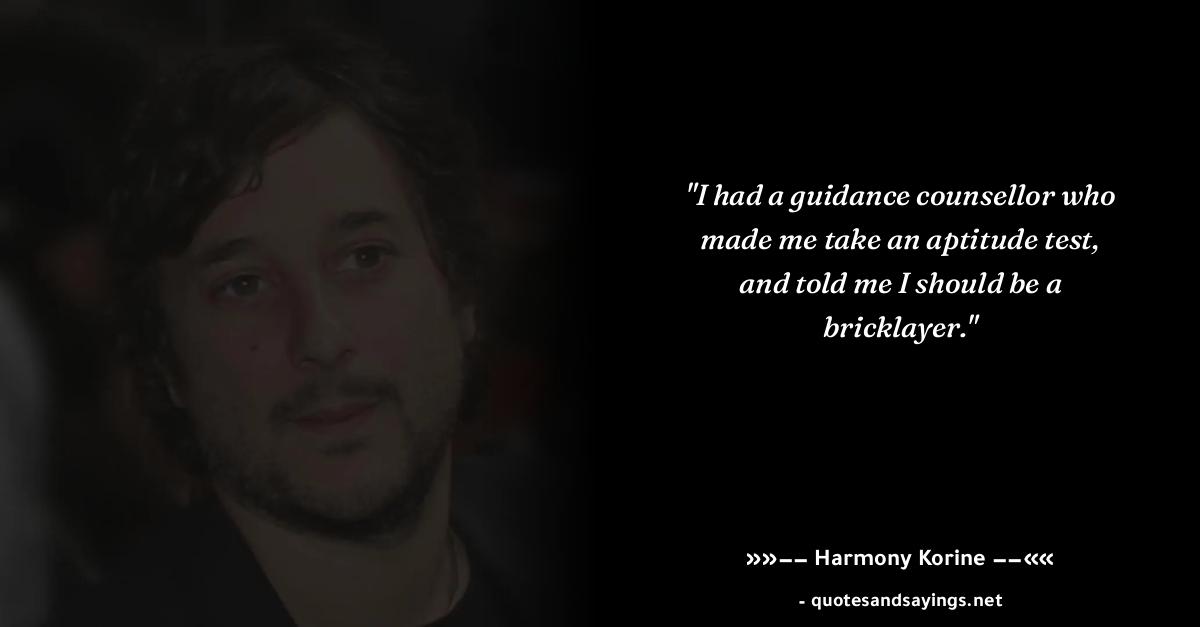 "I had a guidance counsellor who
made me take an aptitude test,
and told me I should be a
bricklayer."
»»−− Harmony Korine −−««
- quotesandsayings.net